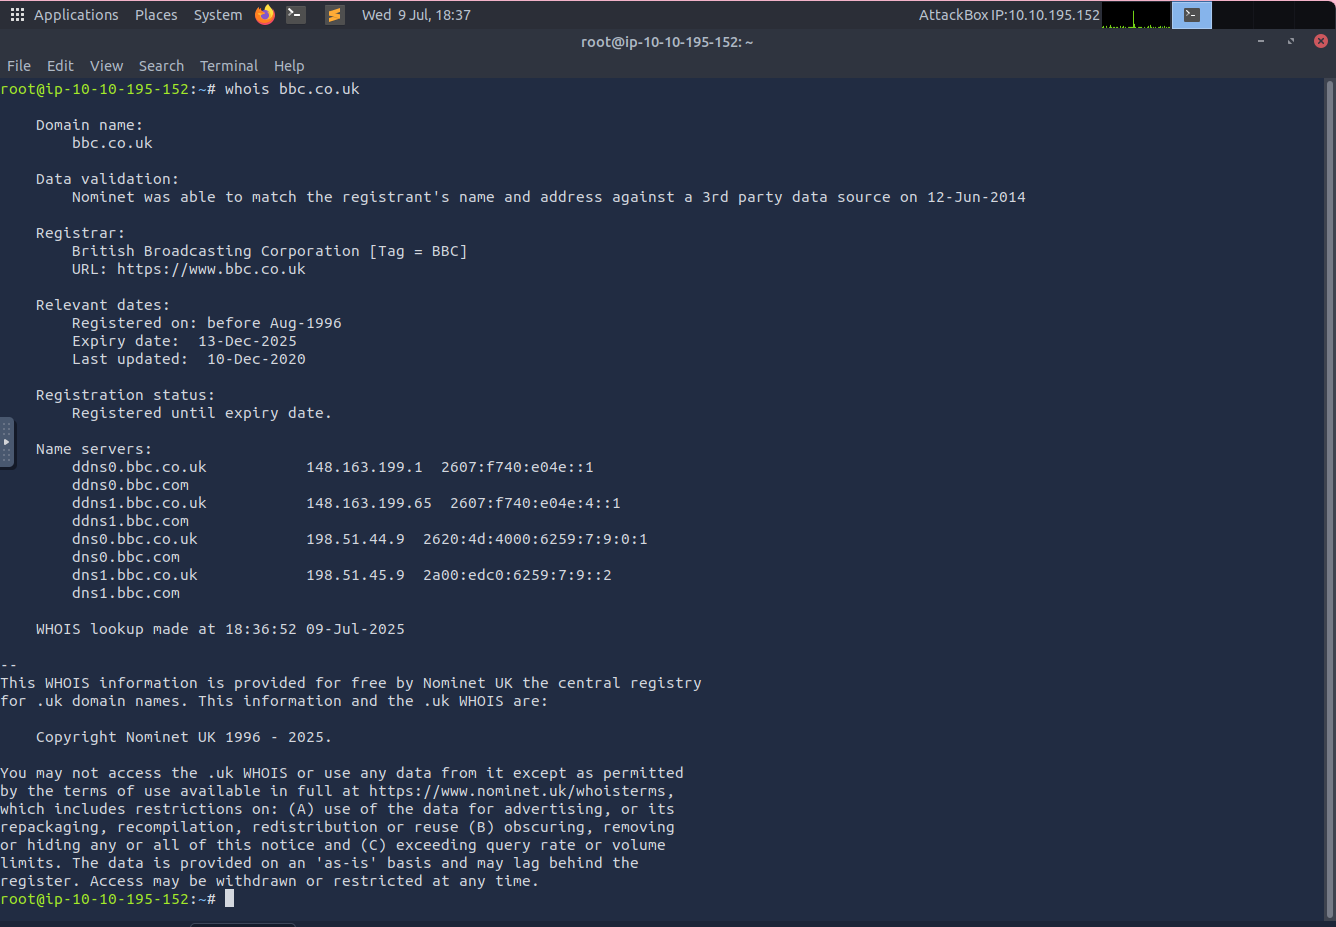 Applications Places System Wed 9 Jul, 18:37 AttackBox IP:10.10.195.152
root@ip-10-10-195-152: ~
File Edit View Search Terminal Help
root@ip-10-10-195-152:~# whois bbc.co.uk
Domain name:
bbc.co.uk
Data validation:
Nominet was able to match the registrant's name and address against a 3rd party data source on 12-Jun-2014
Registrar:
British Broadcasting Corporation [Tag = BBC]
URL: https://www.bbc.co.uk
Relevant dates:
Registered on: before Aug-1996
Expiry date:  13-Dec-2025
Last updated:  10-Dec-2020
Registration status:
Registered until expiry date.
Name servers:
ddns0.bbc.co.uk           148.163.199.1  2607:f740:e04e::1
ddns0.bbc.com
ddns1.bbc.co.uk           148.163.199.65  2607:f740:e04e:4::1
ddns1.bbc.com
dns0.bbc.co.uk            198.51.44.9  2620:4d:4000:6259:7:9:0:1
dns0.bbc.com
dns1.bbc.co.uk            198.51.45.9  2a00:edc0:6259:7:9::2
dns1.bbc.com
WHOIS lookup made at 18:36:52 09-Jul-2025
--
This WHOIS information is provided for free by Nominet UK the central registry
for .uk domain names. This information and the .uk WHOIS are:
Copyright Nominet UK 1996 - 2025.
You may not access the .uk WHOIS or use any data from it except as permitted
by the terms of use available in full at https://www.nominet.uk/whoisterms,
which includes restrictions on: (A) use of the data for advertising, or its
repackaging, recompilation, redistribution or reuse (B) obscuring, removing
or hiding any or all of this notice and (C) exceeding query rate or volume
limits. The data is provided on an 'as-is' basis and may lag behind the
register. Access may be withdrawn or restricted at any time.
root@ip-10-10-195-152:~#